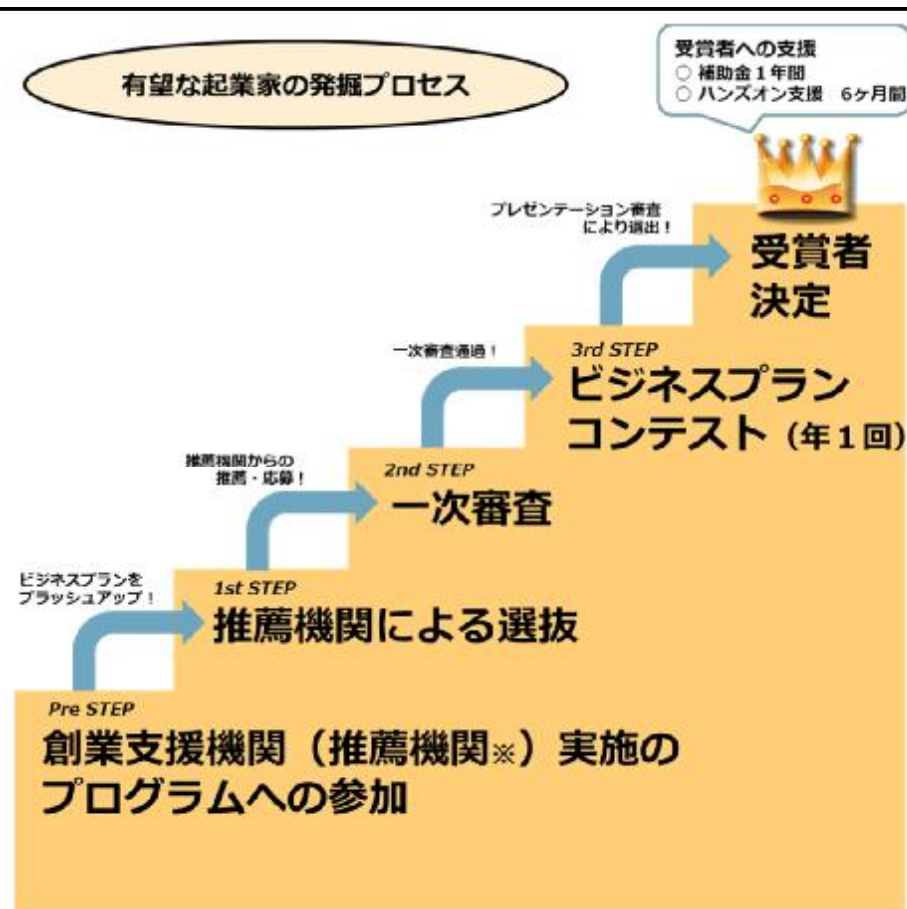 有望な起業家の発掘プロセス
受賞者への支援
○ 補助金１年間
○ ハンズオン支援　6ヶ月間
プレゼンテーション審査
により選出！
受賞者
決定
一次審査通過！
3rd STEP
ビジネスプラン
コンテスト（年１回）
推薦機関からの
推薦・応募！
2nd STEP
一次審査
ビジネスプランを
ブラッシュアップ！
1st STEP
推薦機関による選抜
Pre STEP
創業支援機関（推薦機関※）実施の
プログラムへの参加